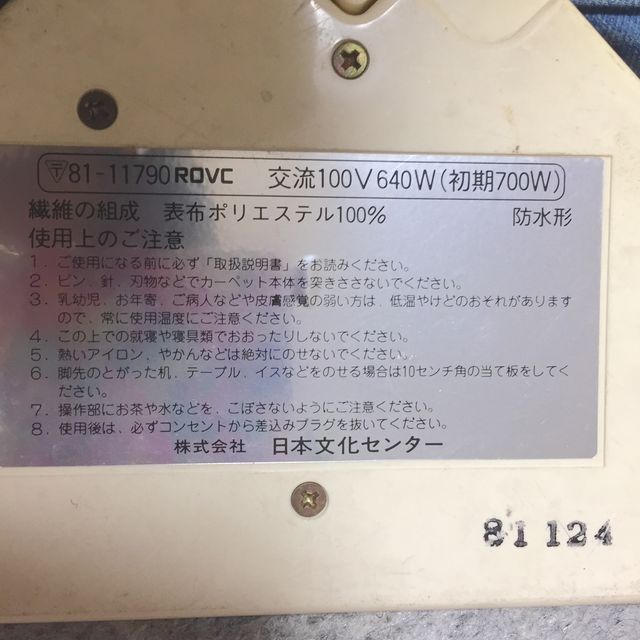 〒81-11790 ROVC 交流100V 640W(初期700W)
繊維の組成 表布ポリエステル100% 防水形
使用上のご注意
1. ご使用になる前に必ず「取扱説明書」をお読みください。
2. ピン、針、刃物などでカーペット本体を突きささないでください。
3. 乳幼児、お年寄、ご病人などや皮膚感覚の弱い方は、低温やけどのおそれがあります
ので、常に使用温度にご注意ください。
4. この上での就寝や寝具類でおおったりしないでください。
5. 熱いアイロン、やかんなどは絶対にのせないでください。
6. 脚先のとがった机、テーブル、イスなどをのせる場合は10センチ角の当て板をしてく
ださい。
7. 操作部にお茶や水などを、こぼさないようにご注意ください。
8. 使用後は、必ずコンセントから差込みプラグを抜いてください。
株式会社 日本文化センター
81 124